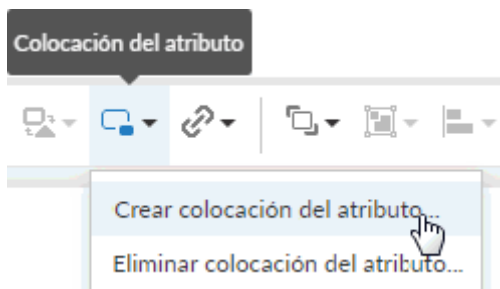 Colocación del atributo
Crear colocación del atributo...
Eliminar colocación del atributo...